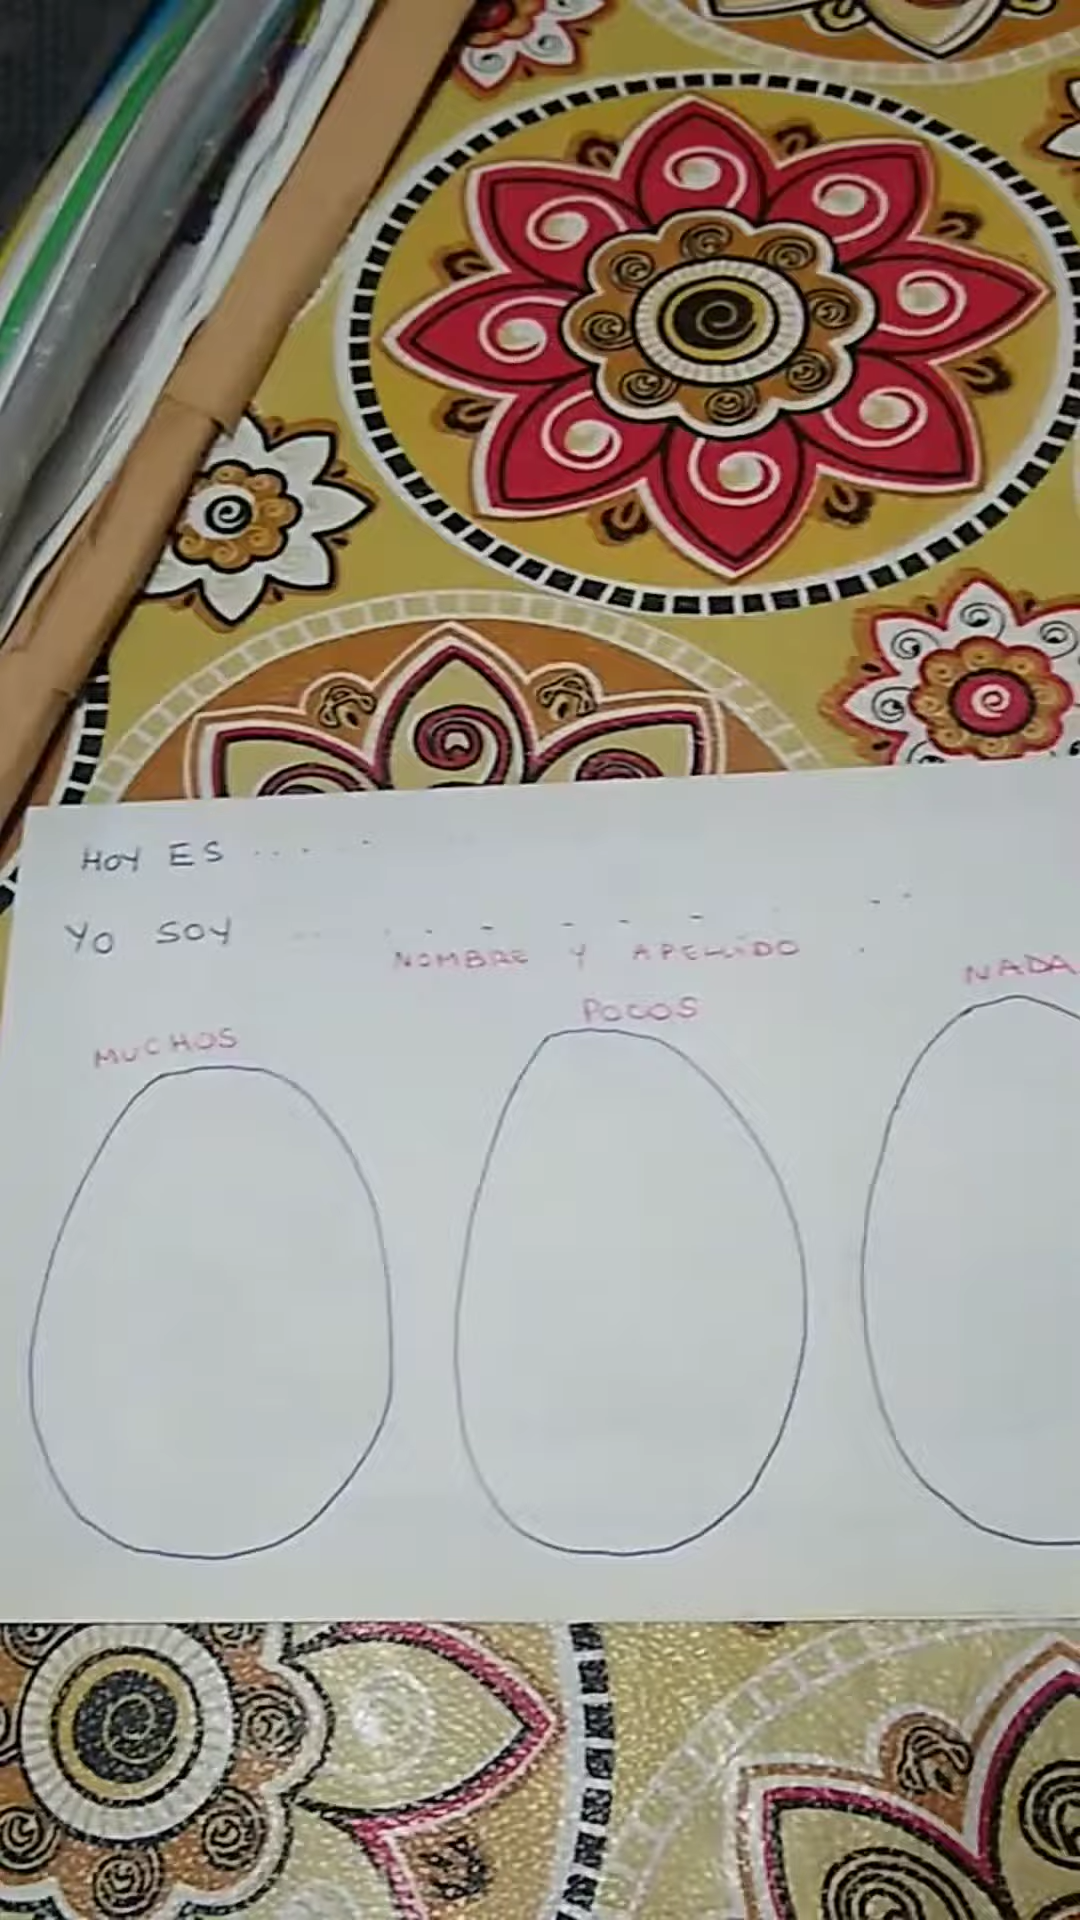 HOY ES .....
YO SOY ..........
NOMBRE Y APELLIDO
MUCHOS
POCOS
NADA